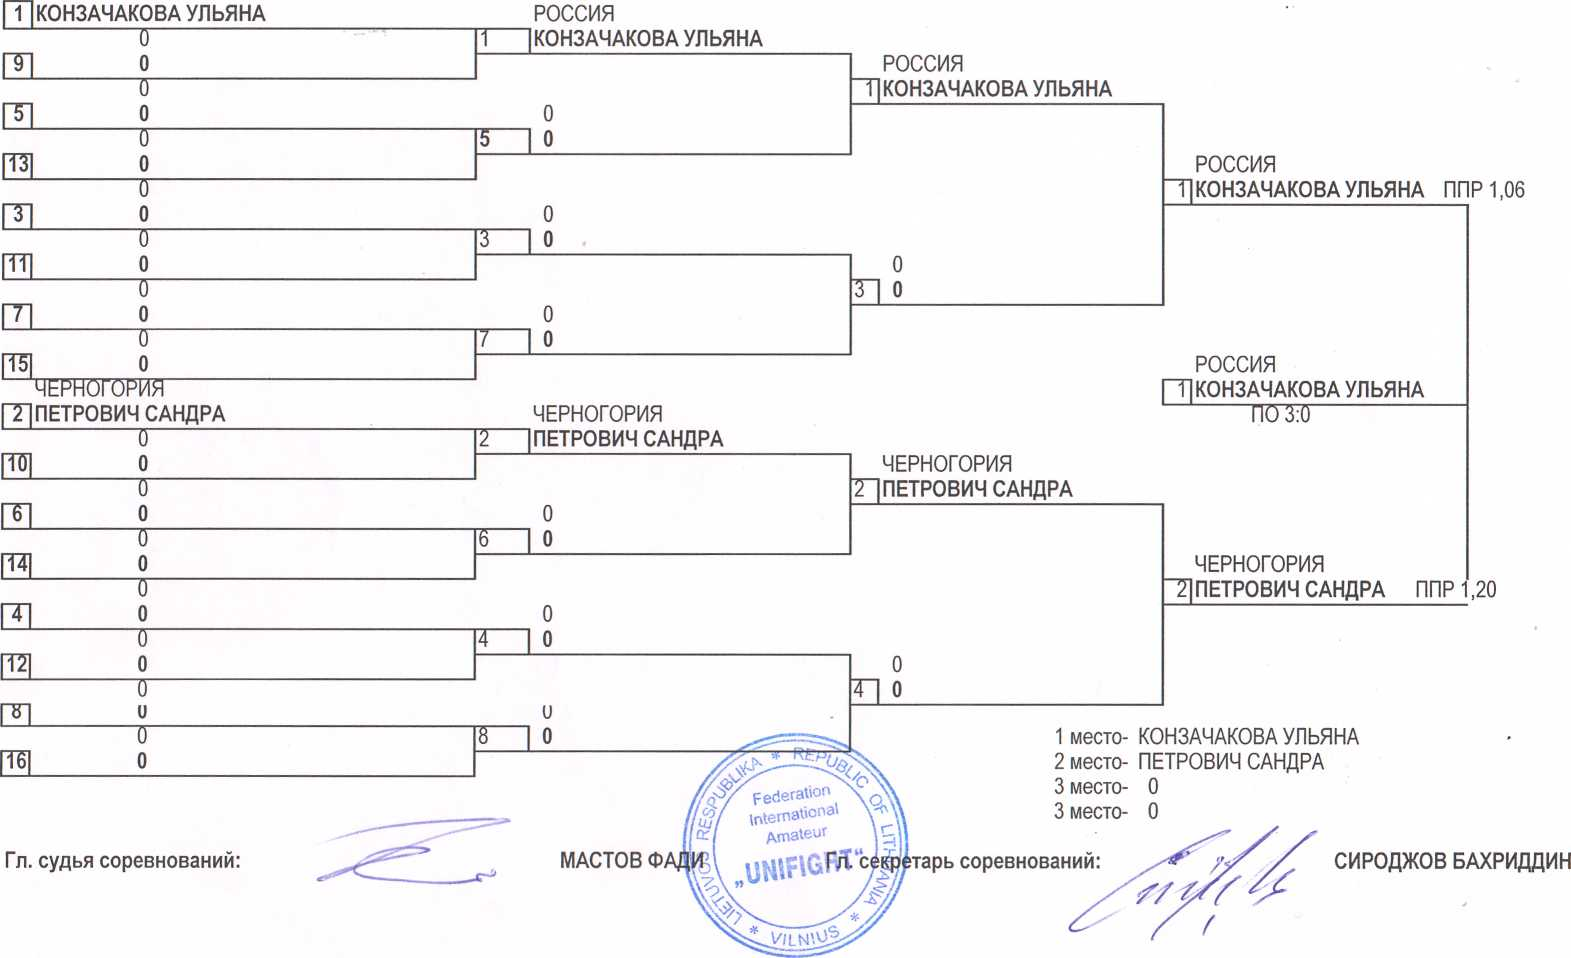 1 КОНЗАЧАКОВА УЛЬЯНА
0
9 0
0
5 0
0
13 0
0
3 0
0
11 0
0
7 0
0
15 0
ЧЕРНОГОРИЯ
2 ПЕТРОВИЧ САНДРА
0
10 0
0
6 0
0
14 0
0
4 0
0
12 0
0
8 0
0
16 0
РОССИЯ
1 КОНЗАЧАКОВА УЛЬЯНА
0
5 0
0
3 0
0
7 0
ЧЕРНОГОРИЯ
2 ПЕТРОВИЧ САНДРА
0
6 0
0
4 0
0
8 0
РОССИЯ
1 КОНЗАЧАКОВА УЛЬЯНА
0
3 0
ЧЕРНОГОРИЯ
2 ПЕТРОВИЧ САНДРА
0
4 0
РОССИЯ
1 КОНЗАЧАКОВА УЛЬЯНА ППР 1,06
РОССИЯ
1 КОНЗАЧАКОВА УЛЬЯНА
ПО 3:0
ЧЕРНОГОРИЯ
2 ПЕТРОВИЧ САНДРА ППР 1,20
1 место- КОНЗАЧАКОВА УЛЬЯНА
2 место- ПЕТРОВИЧ САНДРА
3 место- 0
3 место- 0
Гл. судья соревнований: МАСТОВ ФАДИ Гл. секретарь соревнований: СИРОДЖОВ БАХРИДДИН
LIETUVOS RESPUBLIKA * REPUBLIC OF LITHUANIA * VILNIUS *
Federation
International
Amateur
„UNIFIGHT“